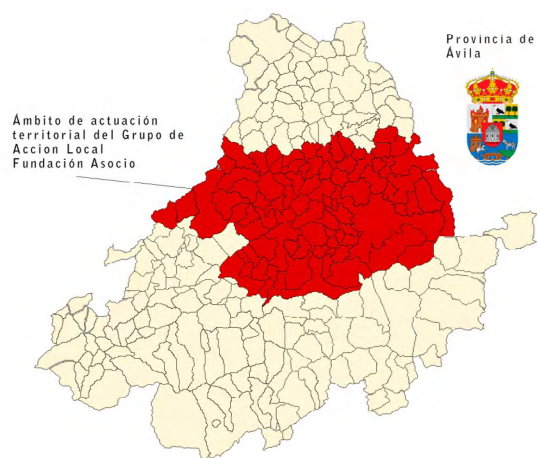 Provincia de
Ávila
Ámbito de actuación
territorial del Grupo de
Accion Local
Fundación Asocio